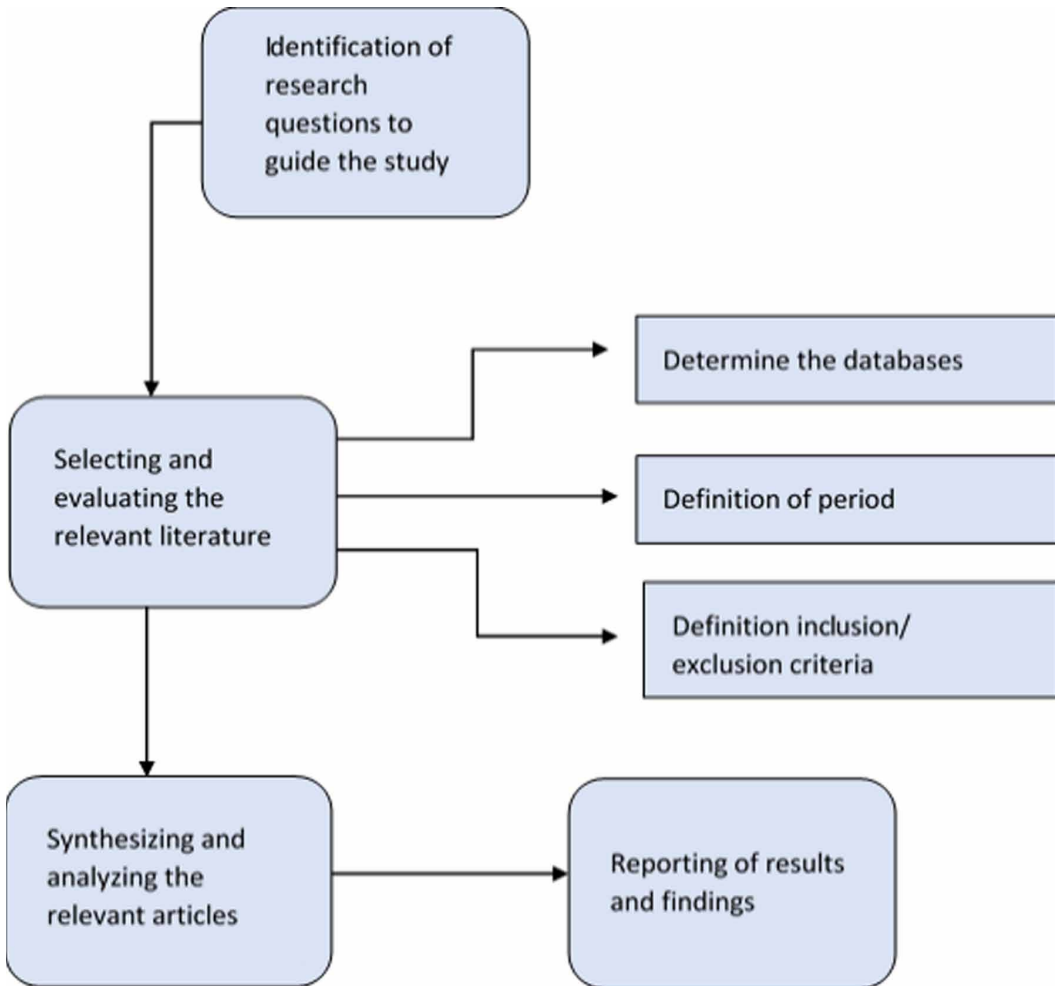 Identification of
research
questions to
guide the study
Determine the databases
Selecting and
evaluating the
relevant literature
Definition of period
Definition inclusion/
exclusion criteria
Synthesizing and
analyzing the
relevant articles
Reporting of results
and findings